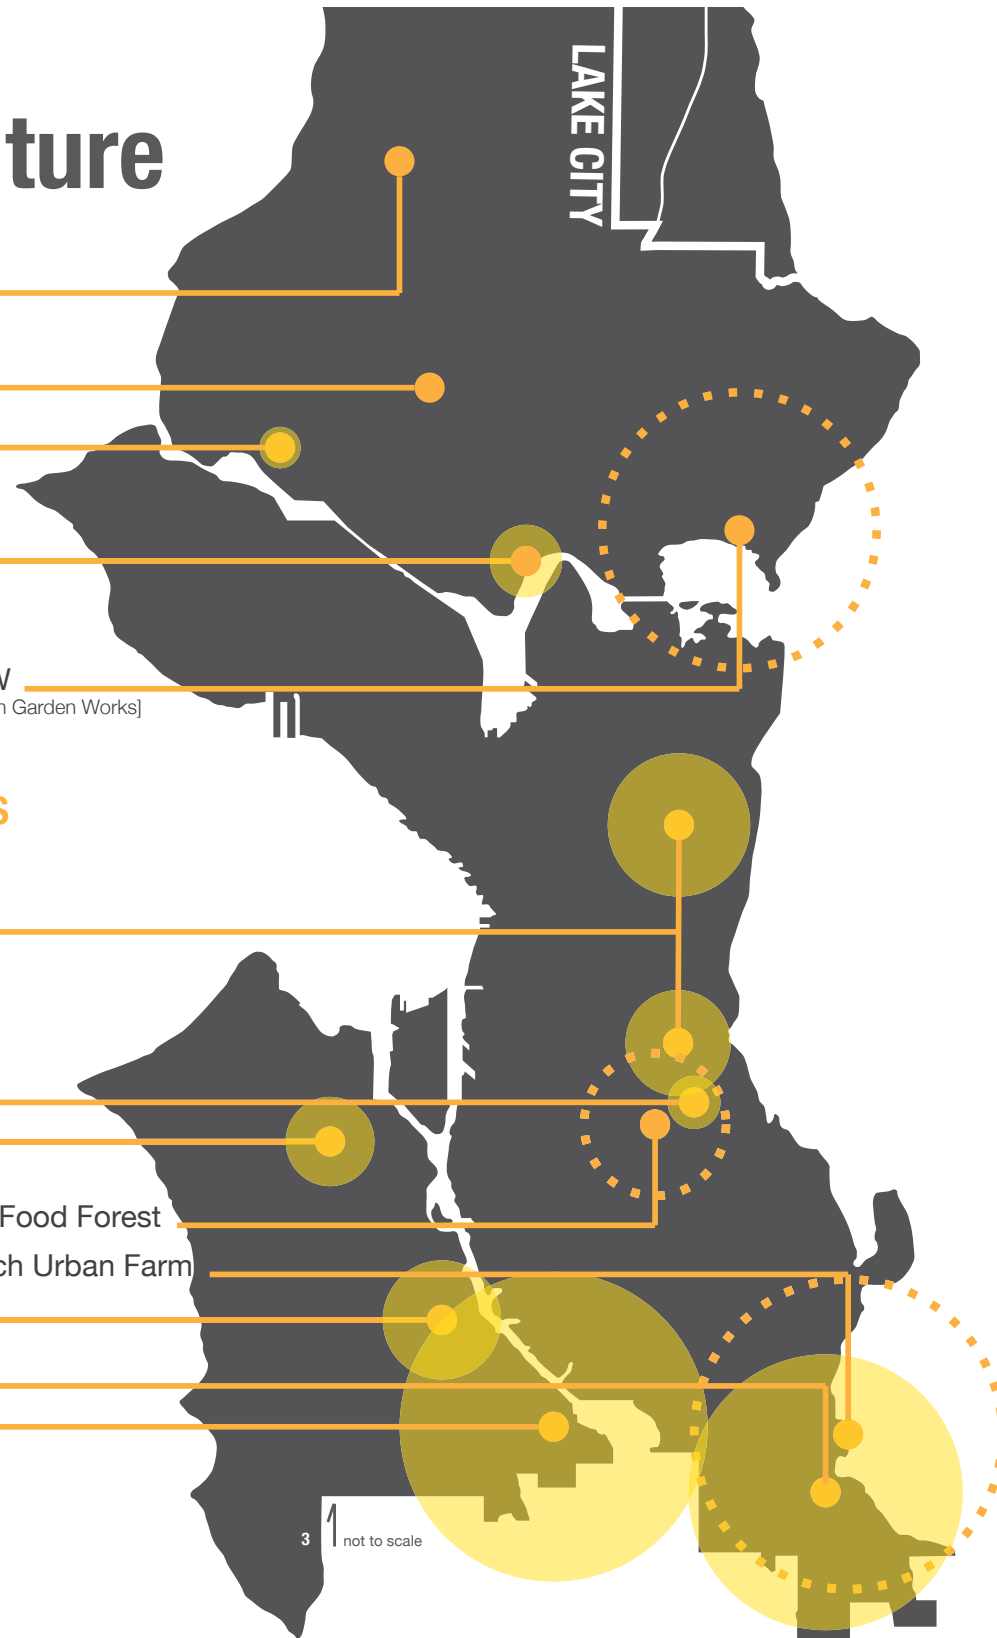 LAKE CITY
ture
W
n Garden Works]
s
Food Forest
ch Urban Farm
3
not to scale